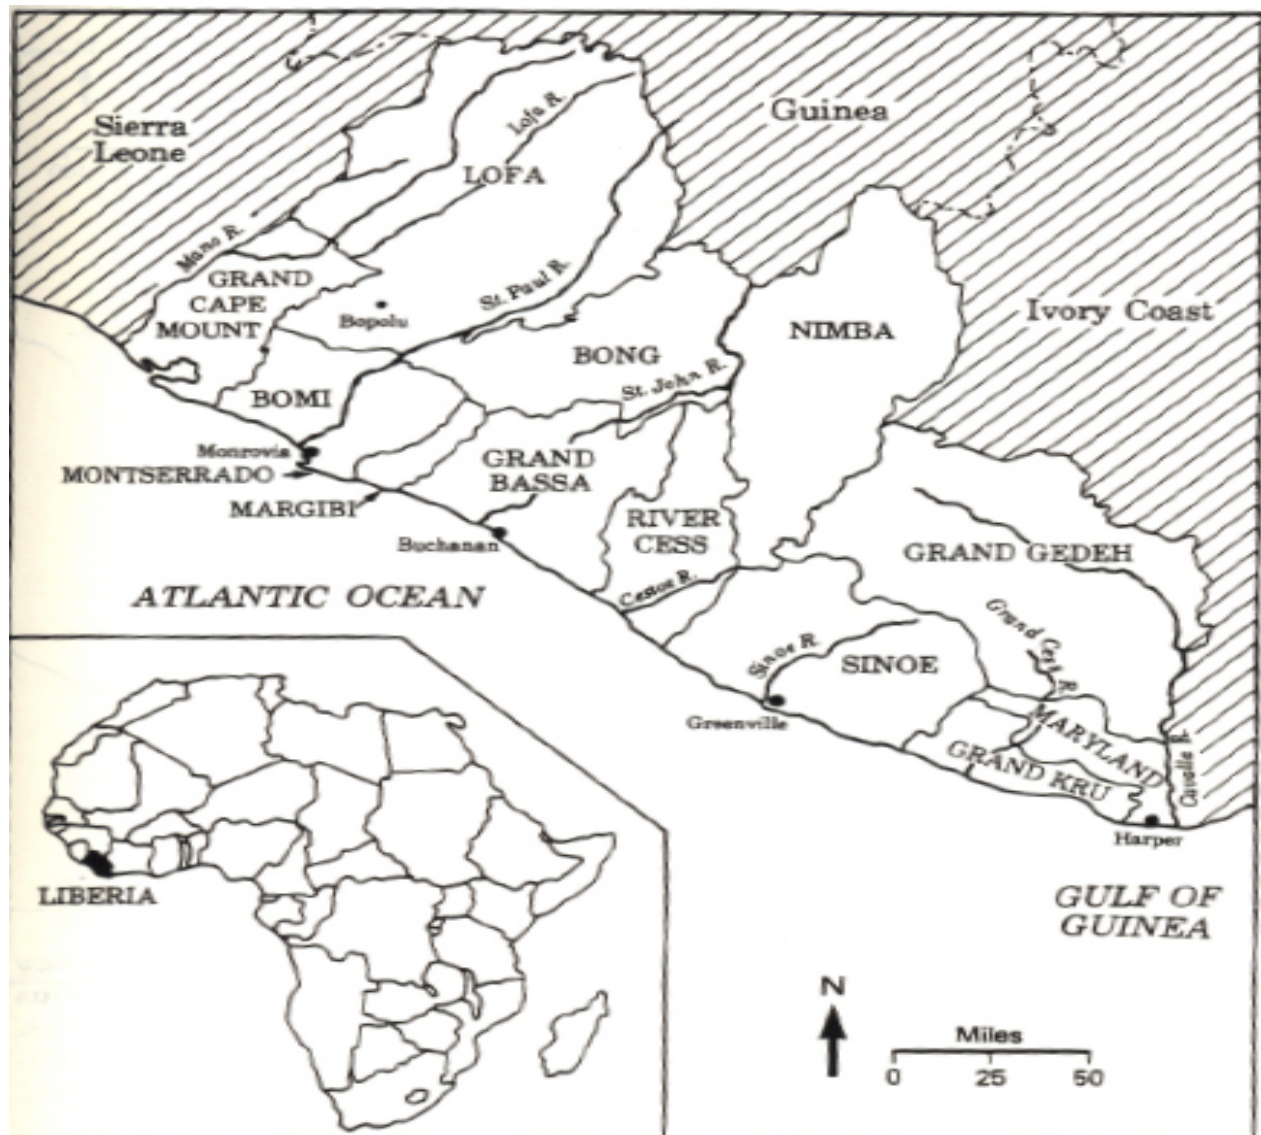 Sierra
Leone
Guinea
Lofa R.
LOFA
Mano R.
GRAND
CAPE
MOUNT
St. Paul R.
Bopolu
NIMBA
Ivory Coast
BONG
St. John R.
BOMI
Monrovia
MONTSERRADO
MARGIBI
GRAND
BASSA
RIVER
CESS
Buchanan
GRAND GEDEH
ATLANTIC OCEAN
Cestoe R.
Grand Cess R.
Sinoe R.
SINOE
Greenville
MARYLAND
GRAND KRU
Cavalla R.
Harper
LIBERIA
GULF OF
GUINEA
N
Miles
0 25 50